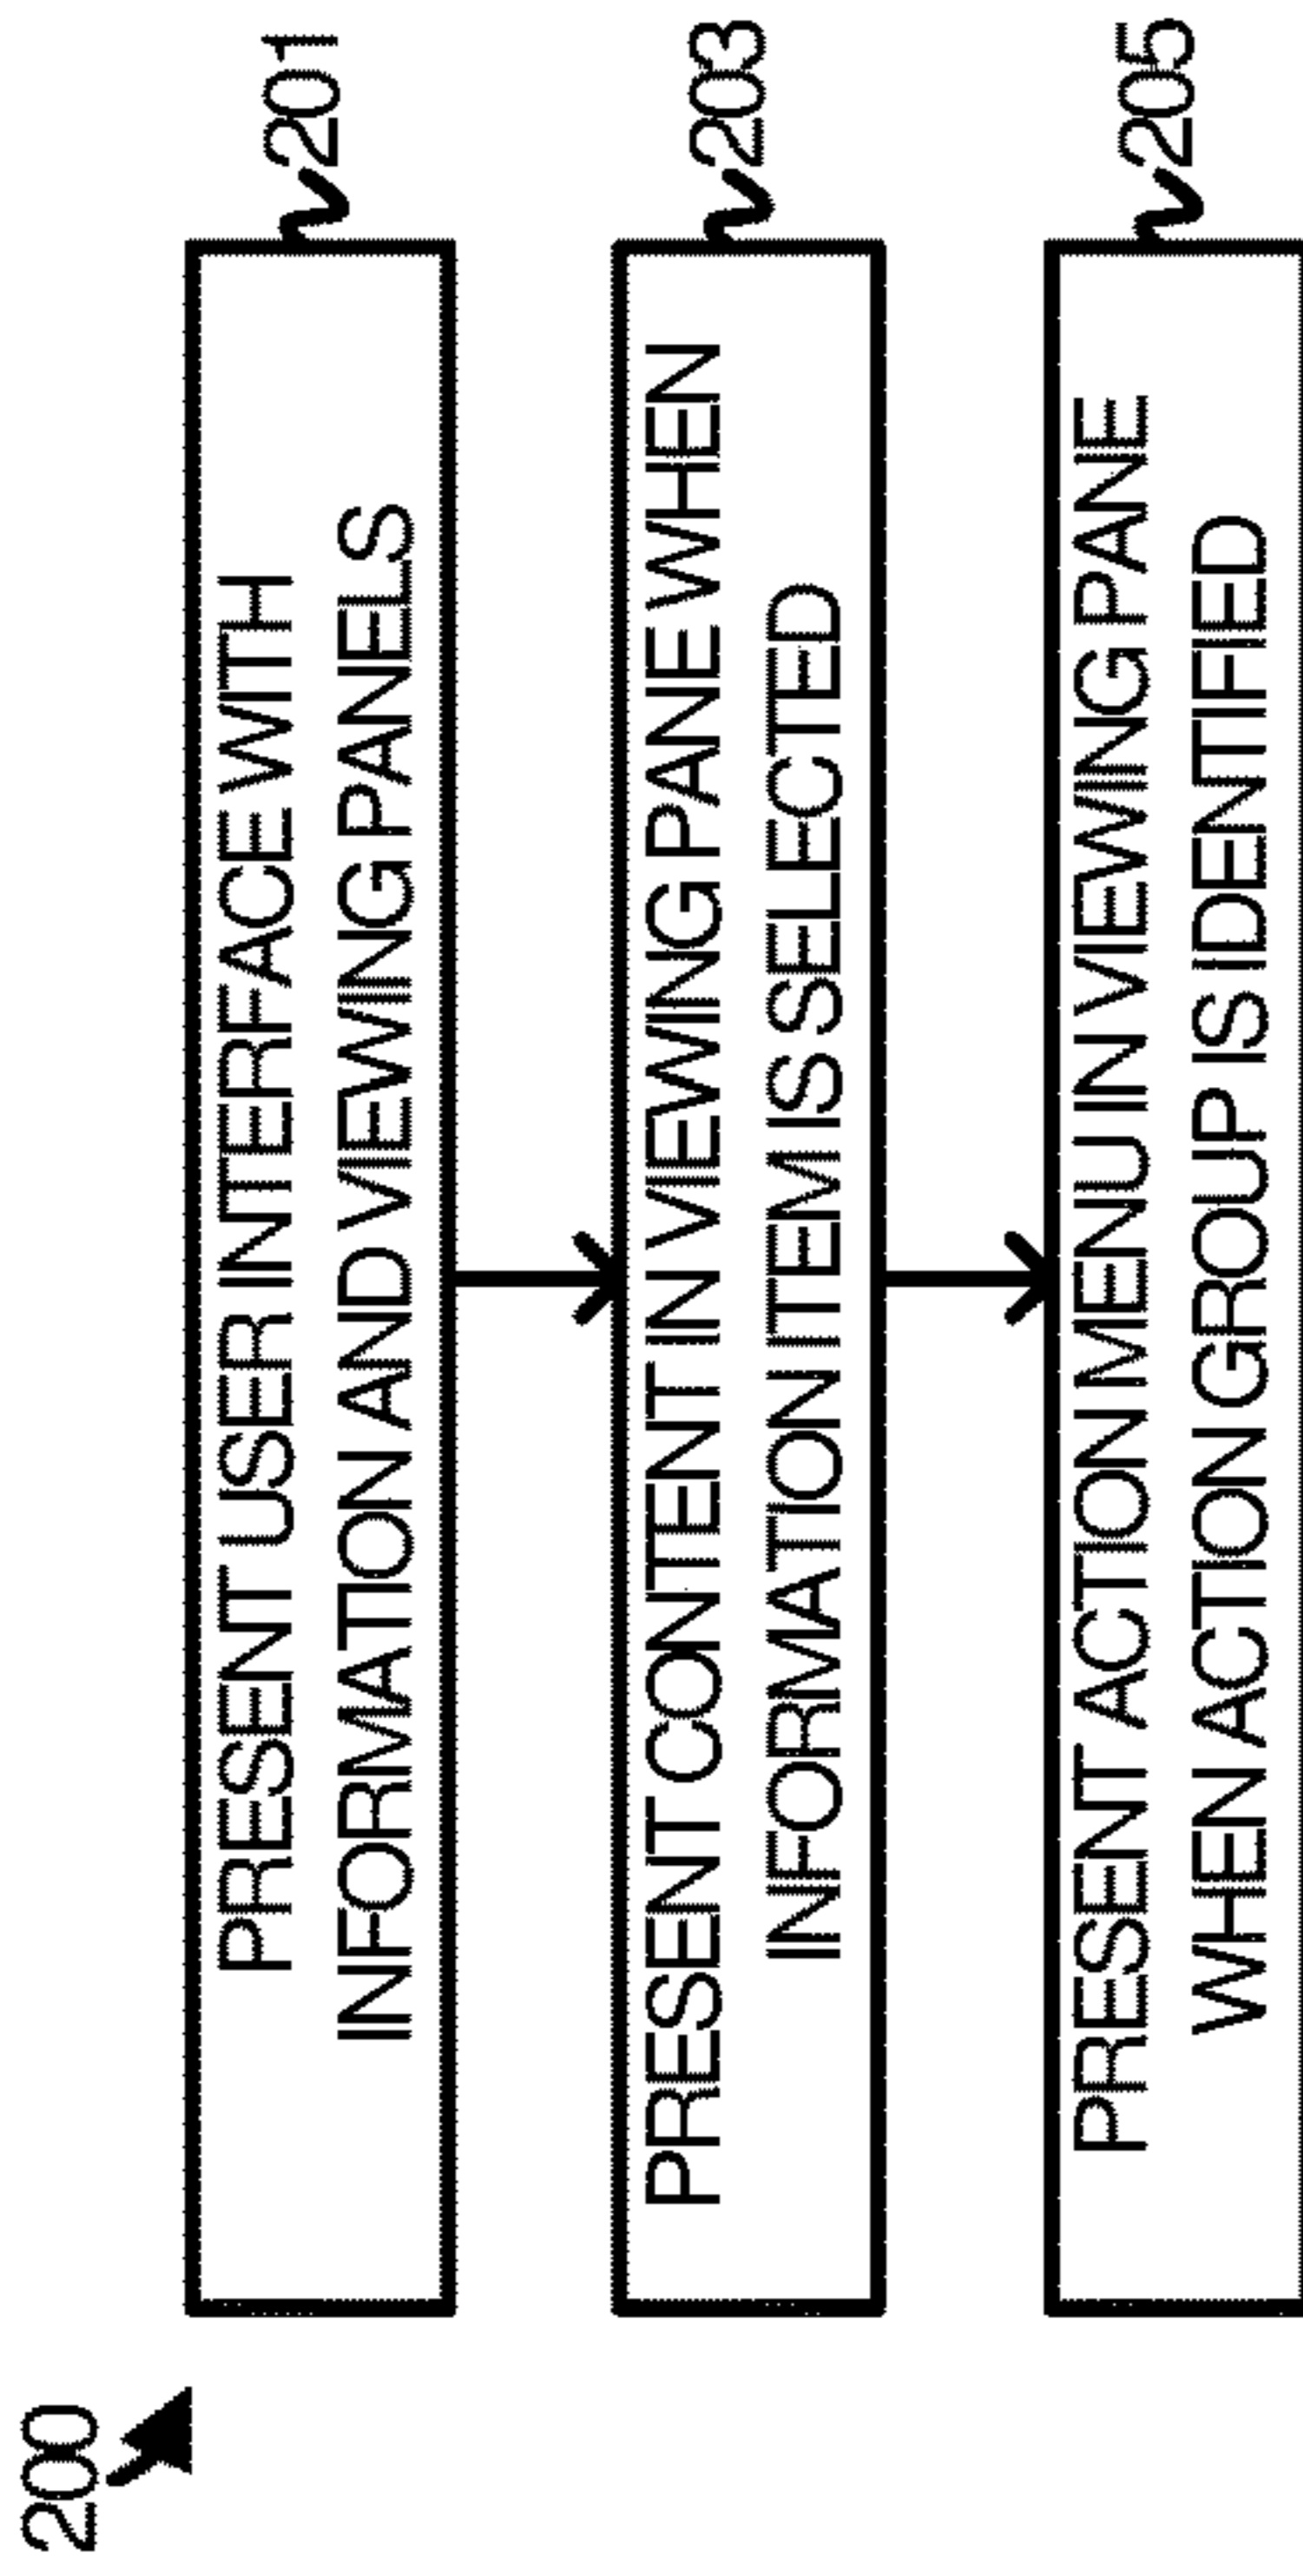 200
PRESENT USER INTERFACE WITH
INFORMATION AND VIEWING PANELS
201
PRESENT CONTENT IN VIEWING PANE WHEN
INFORMATION ITEM IS SELECTED
203
PRESENT ACTION MENU IN VIEWING PANE
WHEN ACTION GROUP IS IDENTIFIED
205